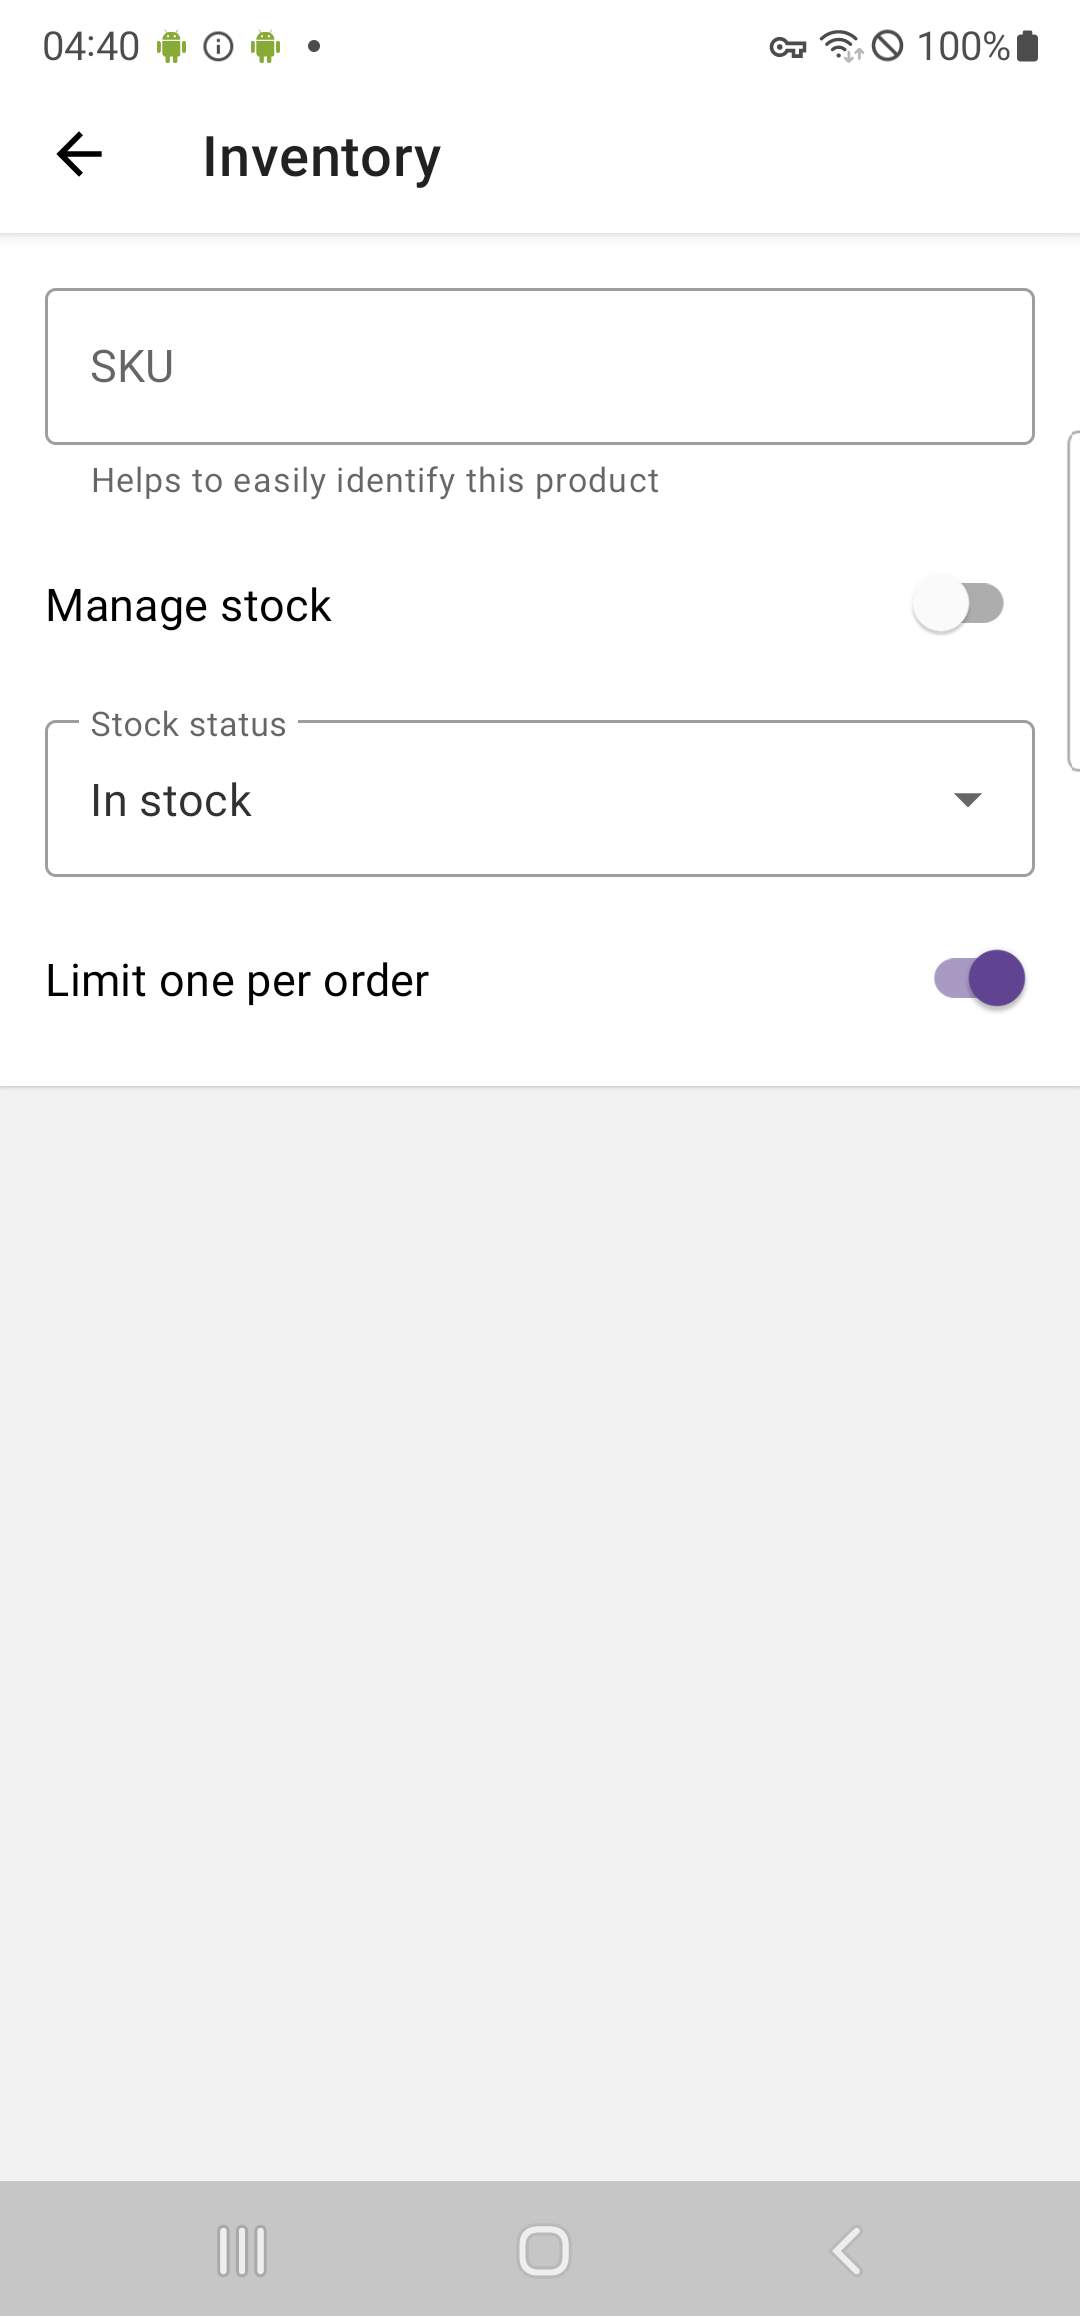 04:40 100%
Inventory
SKU
Helps to easily identify this product
Manage stock
Stock status
In stock
Limit one per order